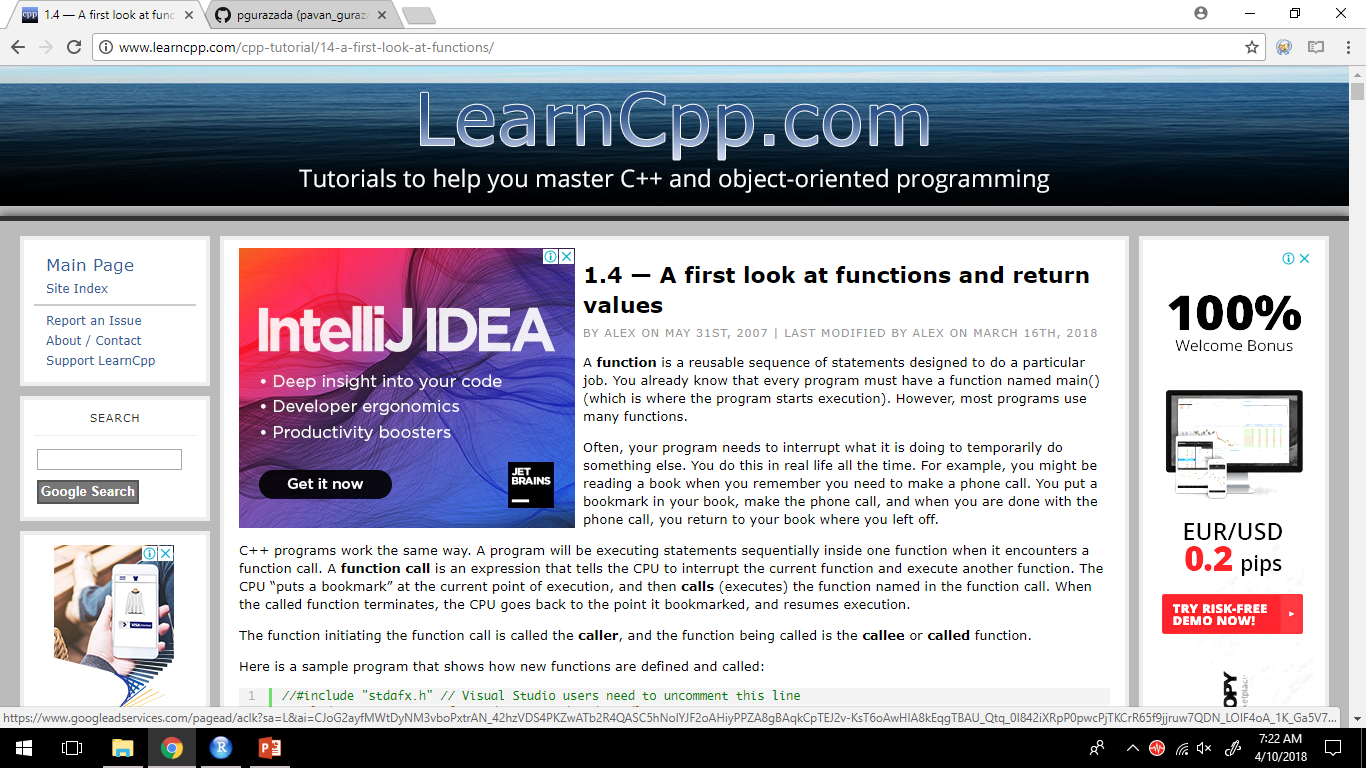 1.4 — A first look at func
pgurazada (pavan_guraza
www.learncpp.com/cpp-tutorial/14-a-first-look-at-functions/
LearnCpp.com
Tutorials to help you master C++ and object-oriented programming
Main Page
Site Index
Report an Issue
About / Contact
Support LearnCpp
SEARCH
Google Search
IntelliJ IDEA
• Deep insight into your code
• Developer ergonomics
• Productivity boosters
Get it now
JET
BRAINS
1.4 — A first look at functions and return
values
BY ALEX ON MAY 31ST, 2007 | LAST MODIFIED BY ALEX ON MARCH 16TH, 2018
A function is a reusable sequence of statements designed to do a particular
job. You already know that every program must have a function named main()
(which is where the program starts execution). However, most programs use
many functions.
Often, your program needs to interrupt what it is doing to temporarily do
something else. You do this in real life all the time. For example, you might be
reading a book when you remember you need to make a phone call. You put a
bookmark in your book, make the phone call, and when you are done with the
phone call, you return to your book where you left off.
C++ programs work the same way. A program will be executing statements sequentially inside one function when it encounters a
function call. A function call is an expression that tells the CPU to interrupt the current function and execute another function. The
CPU “puts a bookmark” at the current point of execution, and then calls (executes) the function named in the function call. When
the called function terminates, the CPU goes back to the point it bookmarked, and resumes execution.
The function initiating the function call is called the caller, and the function being called is the callee or called function.
Here is a sample program that shows how new functions are defined and called:
1 //#include "stdafx.h" // Visual Studio users need to uncomment this line
100%
Welcome Bonus
EUR/USD
0.2 pips
TRY RISK-FREE
DEMO NOW!
7:22 AM
4/10/2018